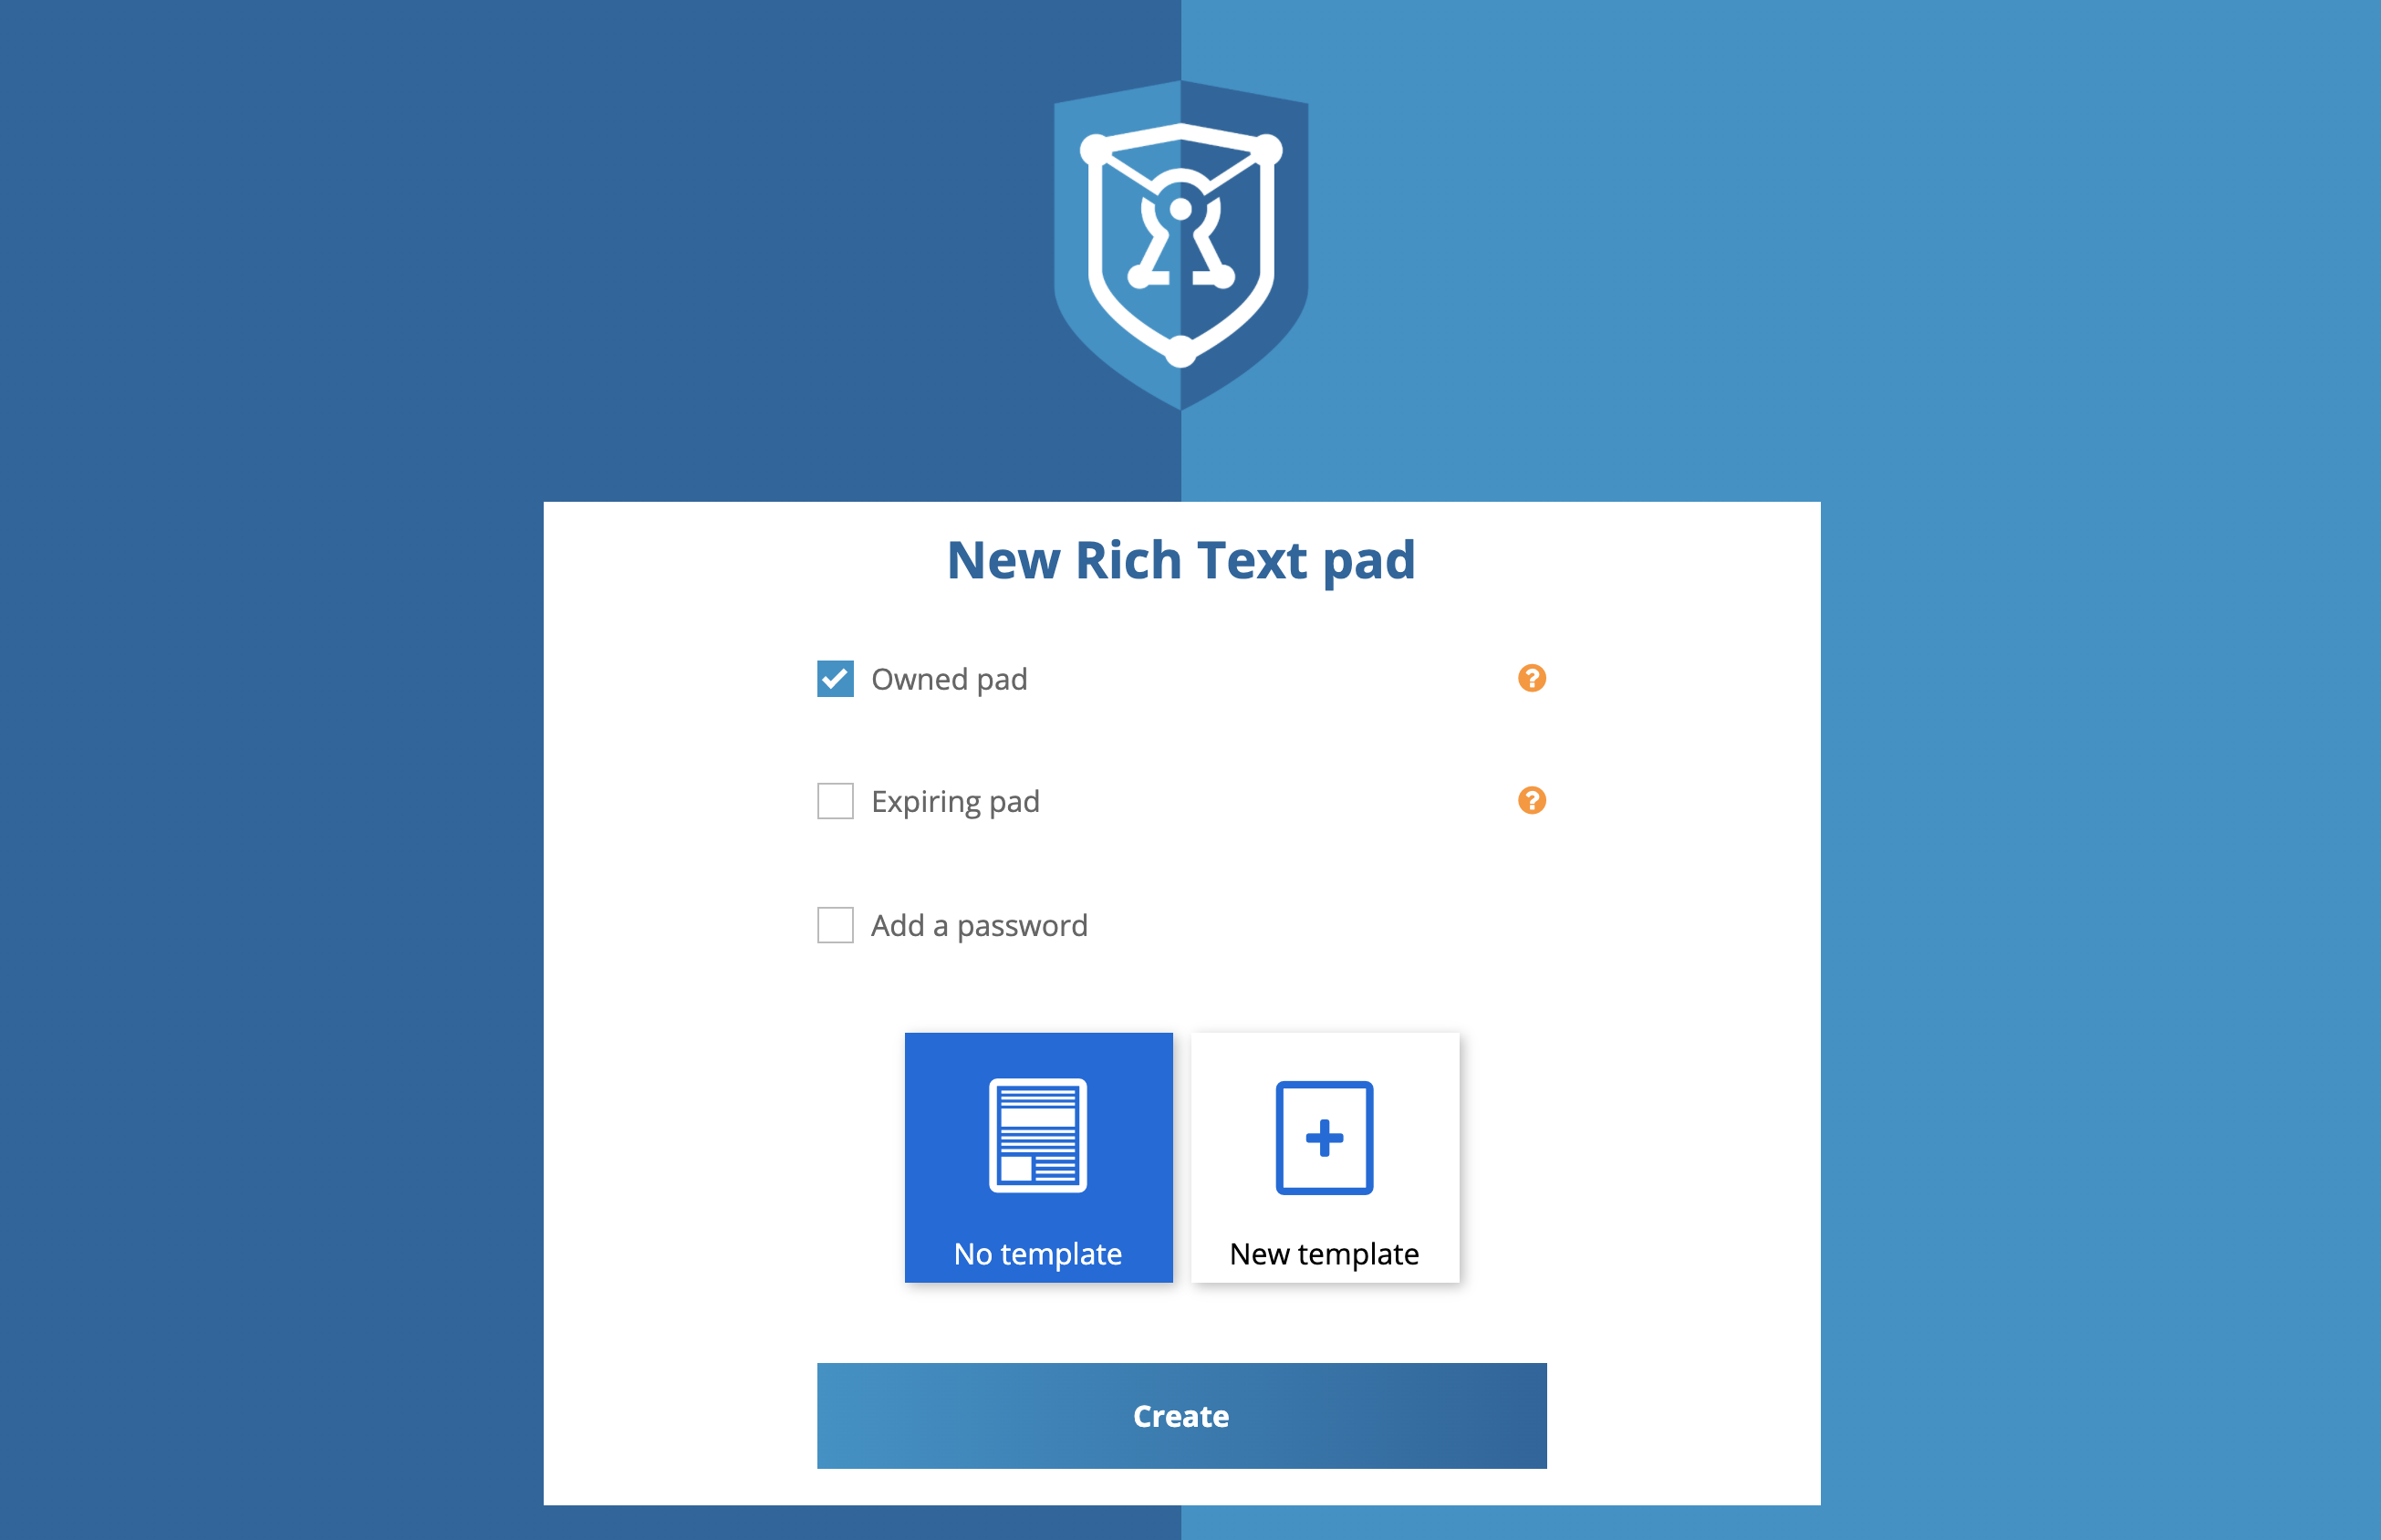 New Rich Text pad
Owned pad
Expiring pad
Add a password
No template
New template
Create